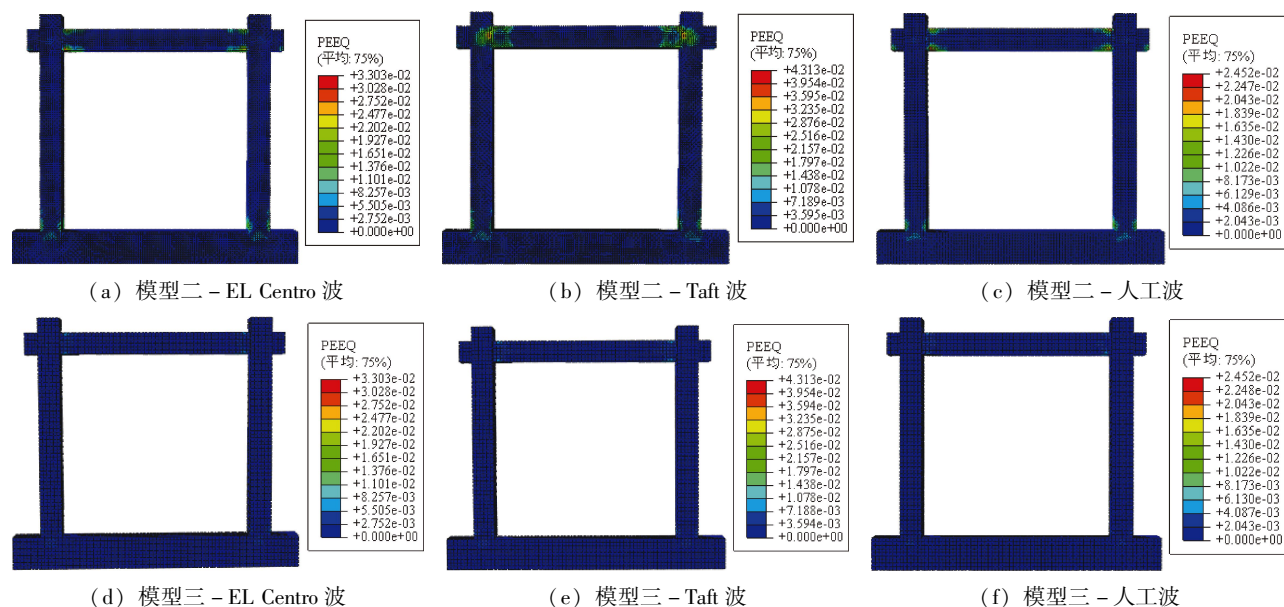 PEEQ
(平均: 75%)
+3.303e-02
+3.028e-02
+2.752e-02
+2.477e-02
+2.202e-02
+1.927e-02
+1.651e-02
+1.376e-02
+1.101e-02
+8.257e-03
+5.505e-03
+2.752e-03
+0.000e+00
(a) 模型二－EL Centro 波
PEEQ
(平均: 75%)
+4.313e-02
+3.954e-02
+3.595e-02
+3.235e-02
+2.876e-02
+2.516e-02
+2.157e-02
+1.797e-02
+1.438e-02
+1.078e-02
+7.189e-03
+3.595e-03
+0.000e+00
(b) 模型二－Taft 波
PEEQ
(平均: 75%)
+2.452e-02
+2.247e-02
+2.043e-02
+1.839e-02
+1.635e-02
+1.430e-02
+1.226e-02
+1.022e-02
+8.173e-03
+6.129e-03
+4.086e-03
+2.043e-03
+0.000e+00
(c) 模型二－人工波
PEEQ
(平均: 75%)
+3.303e-02
+3.028e-02
+2.752e-02
+2.477e-02
+2.202e-02
+1.927e-02
+1.651e-02
+1.376e-02
+1.101e-02
+8.257e-03
+5.505e-03
+2.752e-03
+0.000e+00
(d) 模型三－EL Centro 波
PEEQ
(平均: 75%)
+4.313e-02
+3.954e-02
+3.594e-02
+3.235e-02
+2.875e-02
+2.516e-02
+2.157e-02
+1.797e-02
+1.438e-02
+1.078e-02
+7.188e-03
+3.594e-03
+0.000e+00
(e) 模型三－Taft 波
PEEQ
(平均: 75%)
+2.452e-02
+2.248e-02
+2.043e-02
+1.839e-02
+1.635e-02
+1.430e-02
+1.226e-02
+1.022e-02
+8.173e-03
+6.130e-03
+4.087e-03
+2.043e-03
+0.000e+00
(f) 模型三－人工波